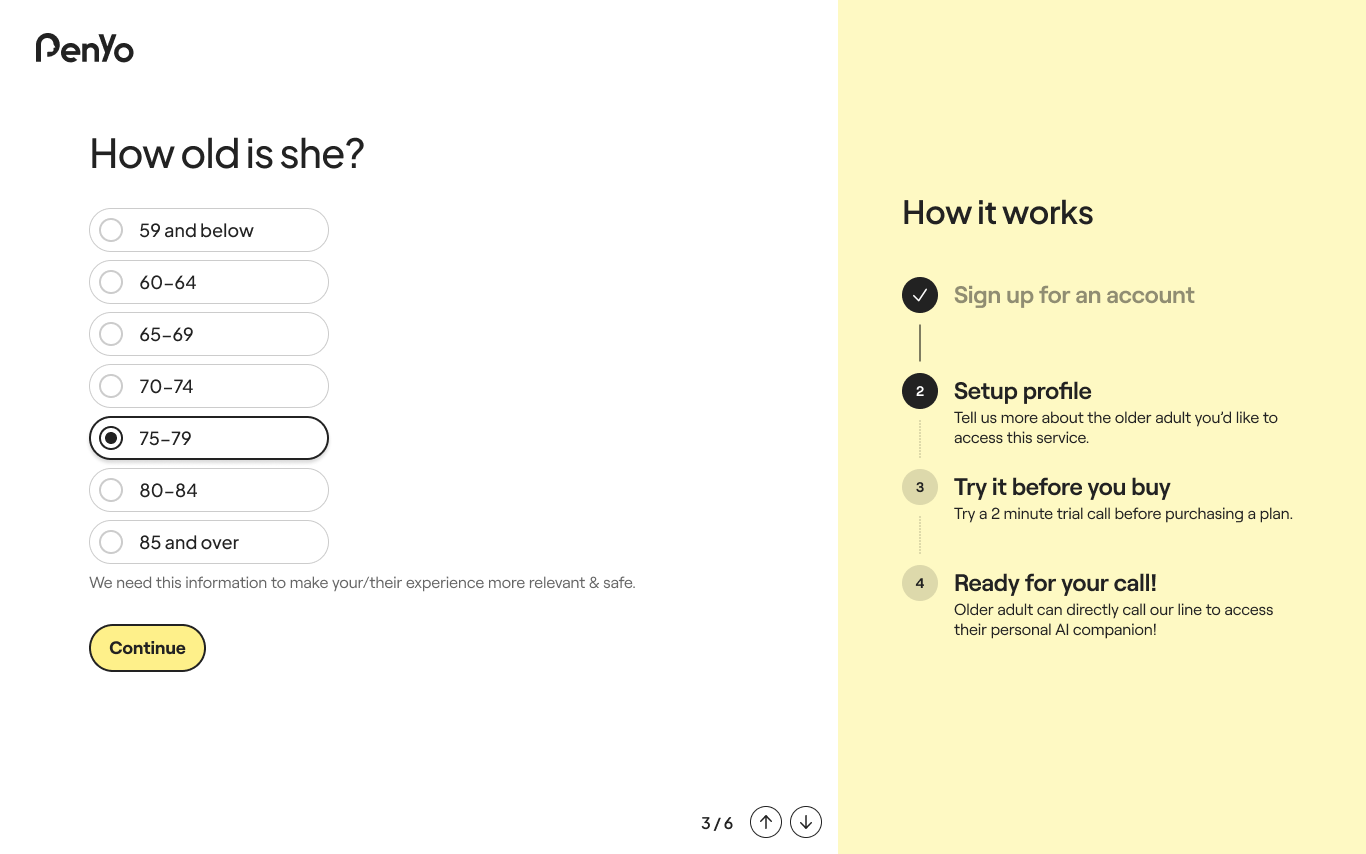 PenYo
How old is she?
59 and below
60–64
65–69
70–74
75–79
80–84
85 and over
We need this information to make your/their experience more relevant & safe.
Continue
3 / 6
How it works
Sign up for an account
2
Setup profile
Tell us more about the older adult you’d like to
access this service.
3
Try it before you buy
Try a 2 minute trial call before purchasing a plan.
4
Ready for your call!
Older adult can directly call our line to access
their personal AI companion!